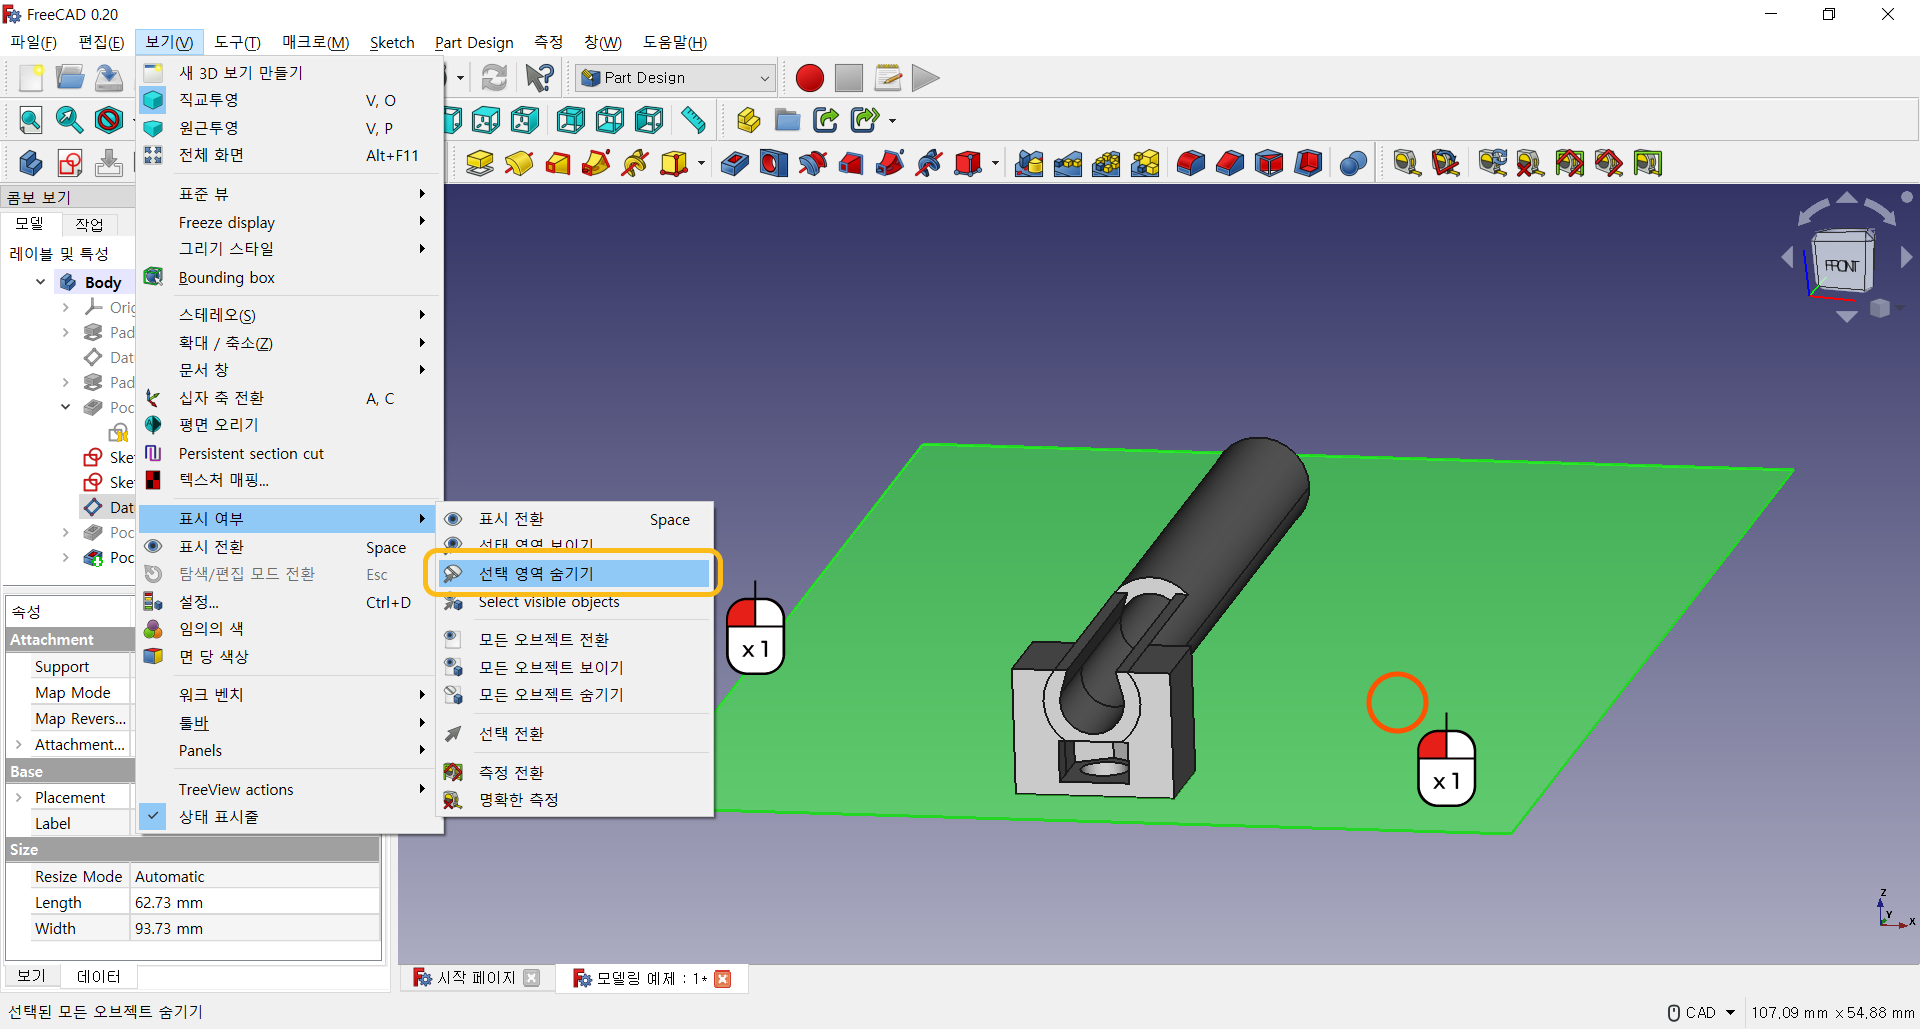 FreeCAD 0.20
파일(F) 편집(E) 보기(V) 도구(T) 매크로(M) Sketch Part Design 측정 창(W) 도움말(H)
Part Design
새 3D 보기 만들기
직교투영 V, O
원근투영 V, P
전체 화면 Alt+F11
표준 뷰
Freeze display
그리기 스타일
Bounding box
스테레오(S)
확대 / 축소(Z)
문서 창
십자 축 전환 A, C
평면 오리기
Persistent section cut
텍스처 매핑...
표시 여부
표시 전환 Space
탐색/편집 모드 전환 Esc
설정... Ctrl+D
임의의 색
면 당 색상
워크 벤치
툴바
Panels
TreeView actions
상태 표시줄
표시 전환 Space
선택 영역 보이기
선택 영역 숨기기
Select visible objects
모든 오브젝트 전환
모든 오브젝트 보이기
모든 오브젝트 숨기기
선택 전환
측정 전환
명확한 측정
콤보 보기
모델 작업
레이블 및 특성
Body
Orig
Pad
Dat
Pad
Poc
Ske
Ske
Dat
Poc
Poc
속성
Attachment
Support
Map Mode
Map Revers...
Attachment...
Base
Placement
Label
Size
Resize Mode Automatic
Length 62.73 mm
Width 93.73 mm
보기 데이터
x 1
x 1
FRONT
Z
Y
X
시작 페이지
모델링 예제 : 1*
선택된 모든 오브젝트 숨기기
CAD 107.09 mm x 54.88 mm